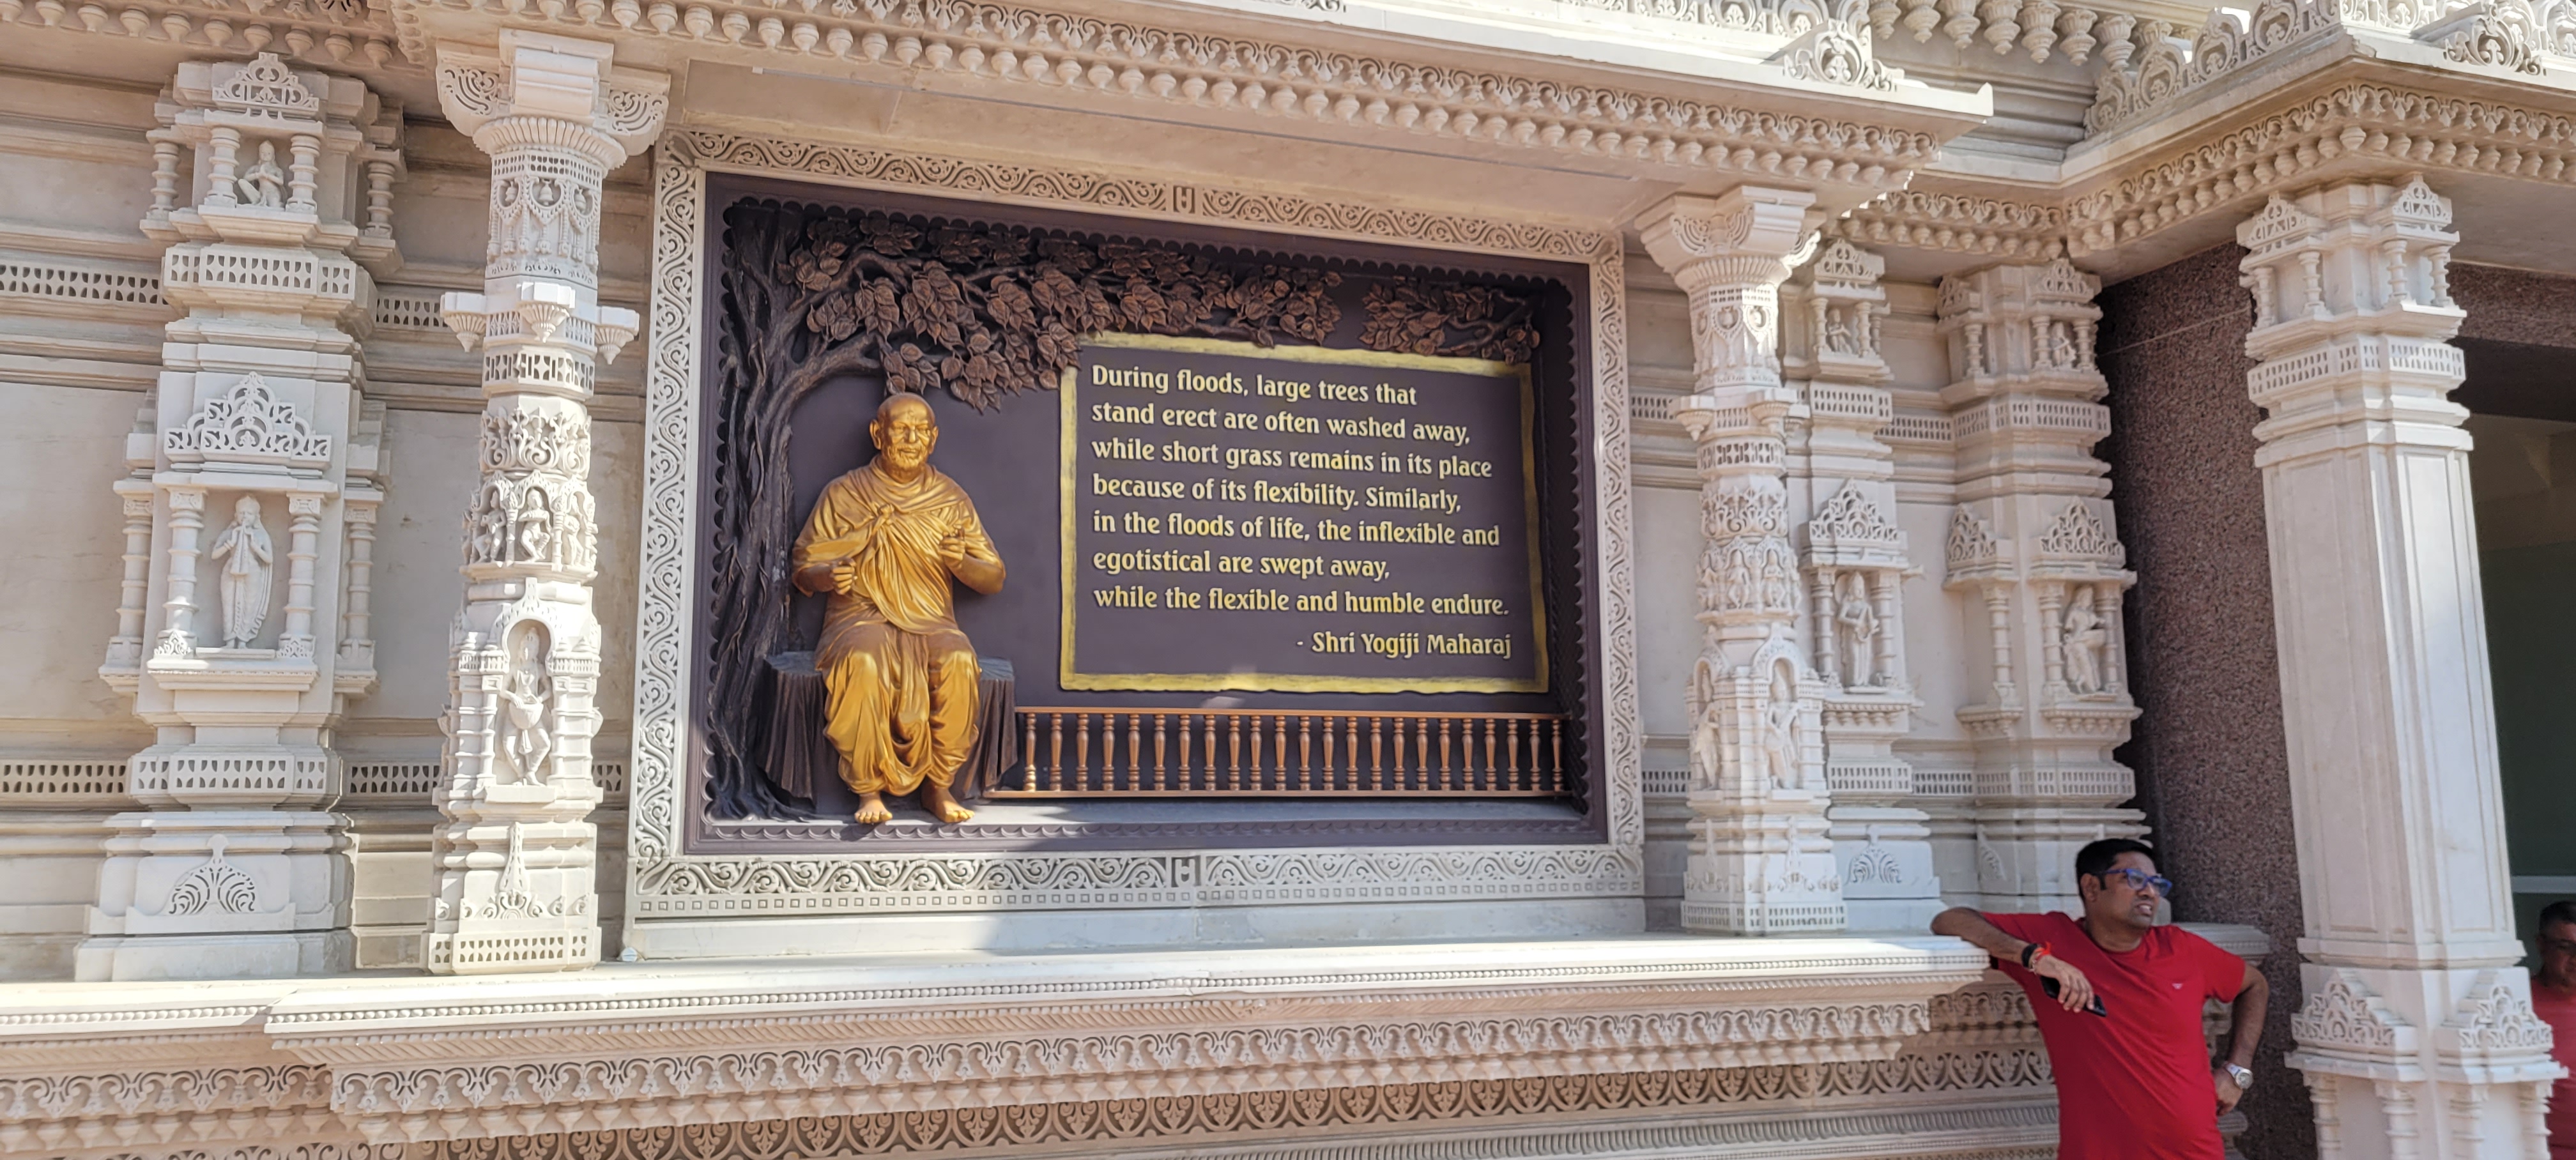 During floods, large trees that
stand erect are often washed away,
while short grass remains in its place
because of its flexibility. Similarly,
in the floods of life, the inflexible and
egotistical are swept away,
while the flexible and humble endure.
- Shri Yogiji Maharaj